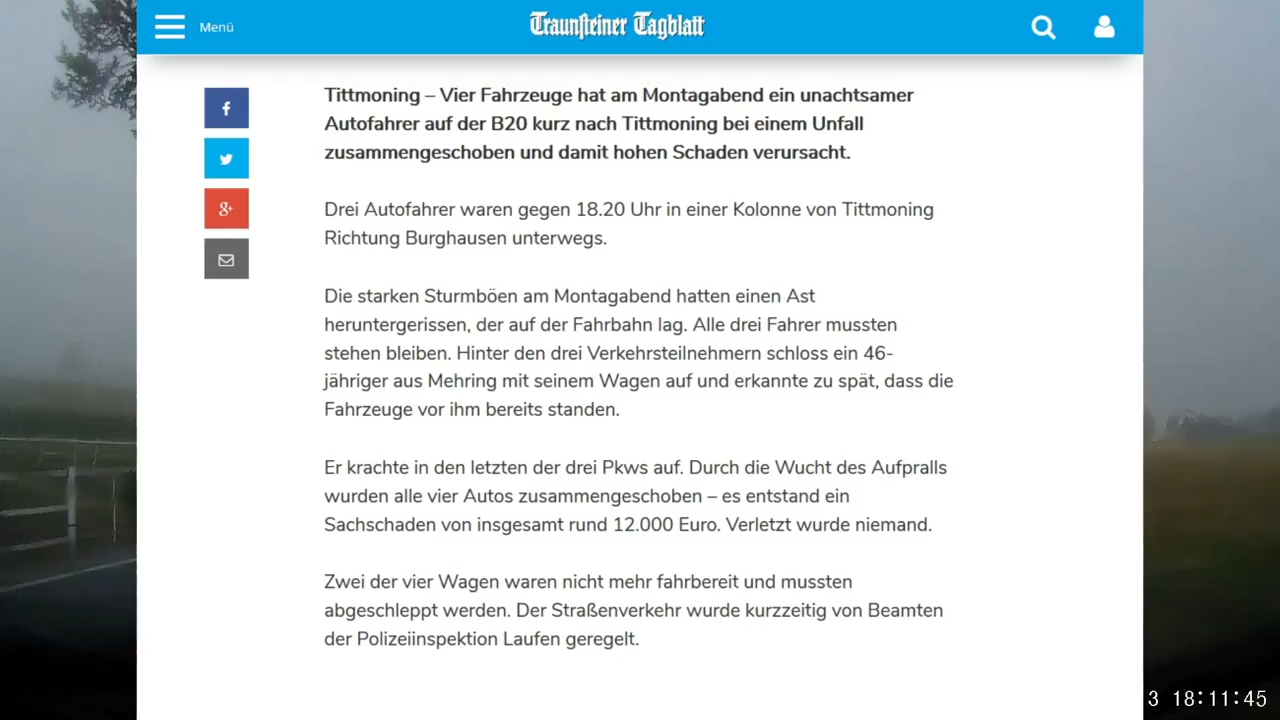 Menü
Traunsteiner Tagblatt
Tittmoning – Vier Fahrzeuge hat am Montagabend ein unachtsamer
Autofahrer auf der B20 kurz nach Tittmoning bei einem Unfall
zusammengeschoben und damit hohen Schaden verursacht.
Drei Autofahrer waren gegen 18.20 Uhr in einer Kolonne von Tittmoning
Richtung Burghausen unterwegs.
Die starken Sturmböen am Montagabend hatten einen Ast
heruntergerissen, der auf der Fahrbahn lag. Alle drei Fahrer mussten
stehen bleiben. Hinter den drei Verkehrsteilnehmern schloss ein 46-
jähriger aus Mehring mit seinem Wagen auf und erkannte zu spät, dass die
Fahrzeuge vor ihm bereits standen.
Er krachte in den letzten der drei Pkws auf. Durch die Wucht des Aufpralls
wurden alle vier Autos zusammengeschoben – es entstand ein
Sachschaden von insgesamt rund 12.000 Euro. Verletzt wurde niemand.
Zwei der vier Wagen waren nicht mehr fahrbereit und mussten
abgeschleppt werden. Der Straßenverkehr wurde kurzzeitig von Beamten
der Polizeiinspektion Laufen geregelt.
3 18:11:45